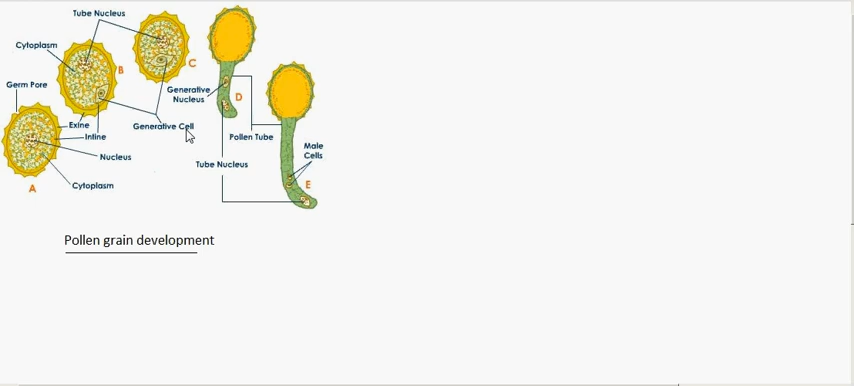 Tube Nucleus
Cytoplasm
B
C
Germ Pore
Generative
Nucleus
D
Exine
Generative Cell
Intine
Pollen Tube
Male
Cells
Nucleus
Tube Nucleus
Cytoplasm
A
E
Pollen grain development